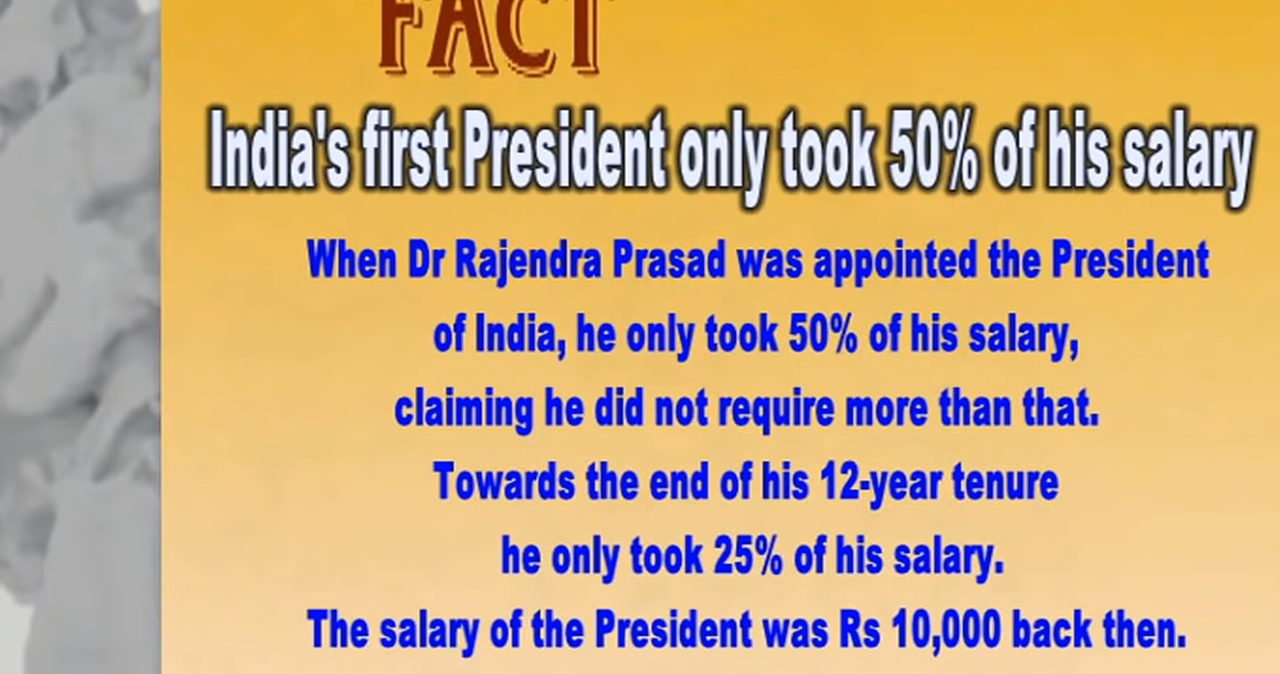 FACT
India's first President only took 50% of his salary
When Dr Rajendra Prasad was appointed the President
of India, he only took 50% of his salary,
claiming he did not require more than that.
Towards the end of his 12-year tenure
he only took 25% of his salary.
The salary of the President was Rs 10,000 back then.